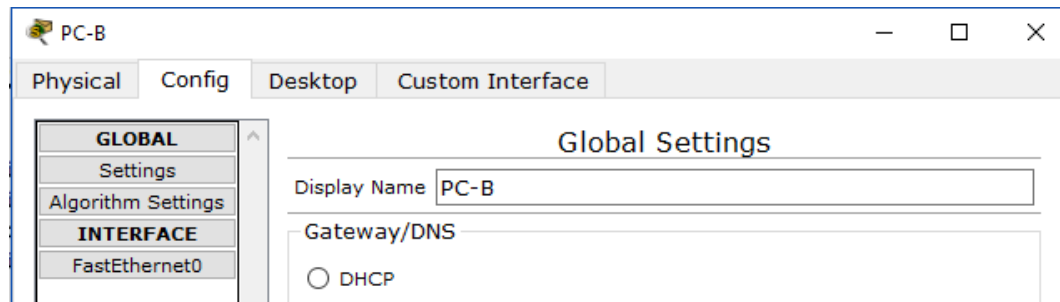 PC-B
Physical Config Desktop Custom Interface
GLOBAL
Settings
Algorithm Settings
INTERFACE
FastEthernet0
Global Settings
Display Name PC-B
Gateway/DNS
DHCP